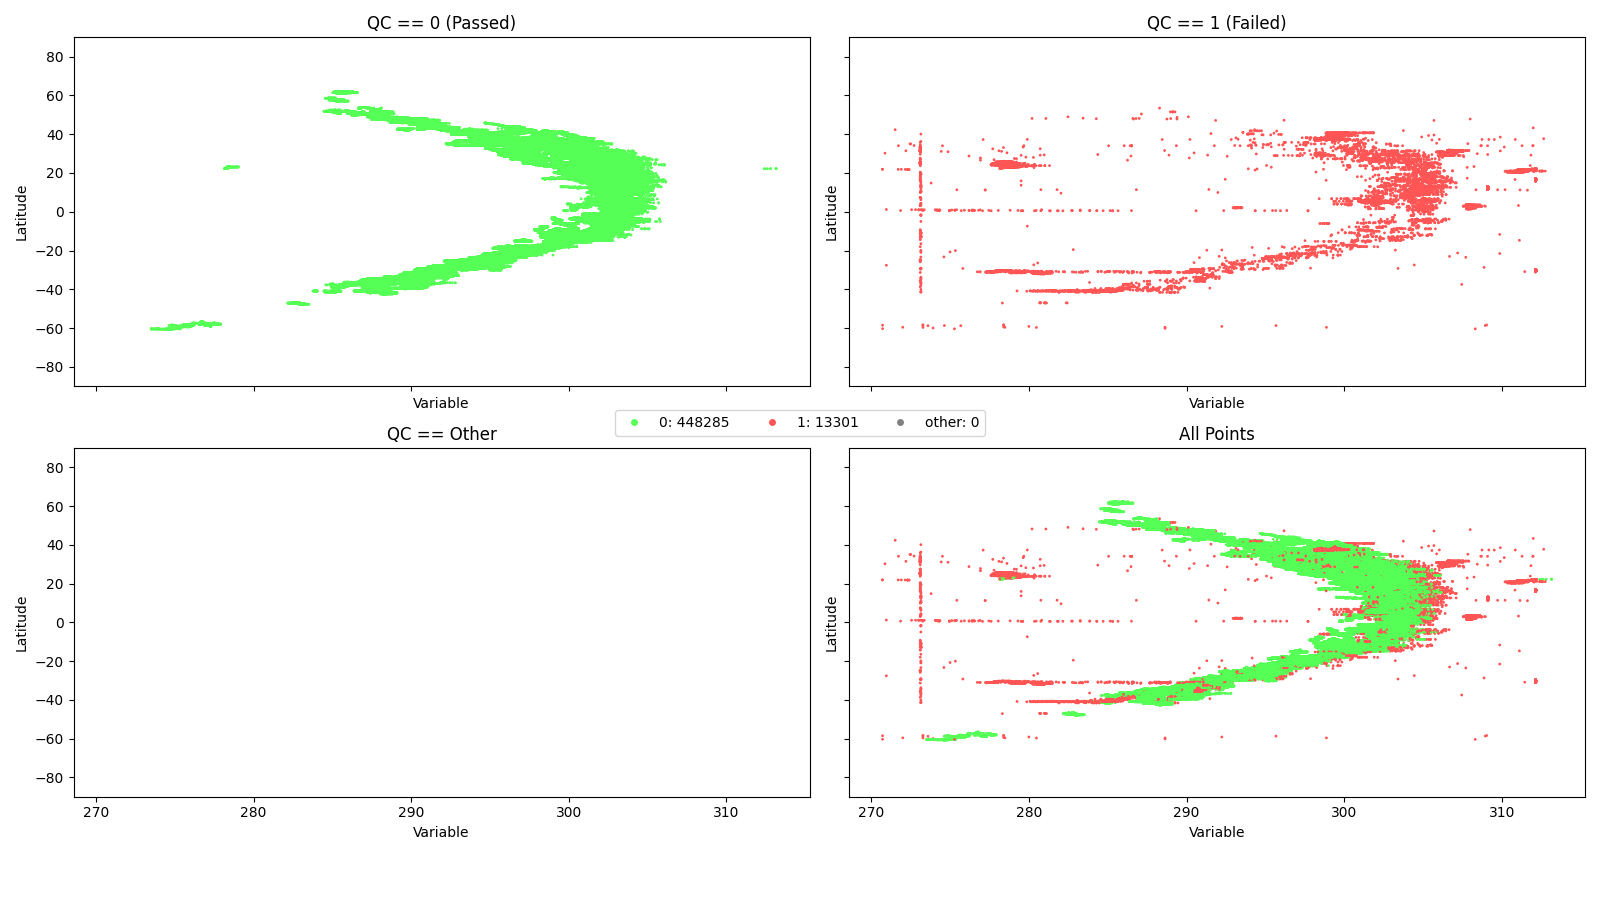 QC == 0 (Passed)
QC == 1 (Failed)
80
60
40
20
0
−20
−40
−60
−80
Latitude
Latitude
Variable
Variable
0: 448285
1: 13301
other: 0
QC == Other
All Points
80
60
40
20
0
−20
−40
−60
−80
Latitude
Latitude
270
280
290
300
310
270
280
290
300
310
Variable
Variable